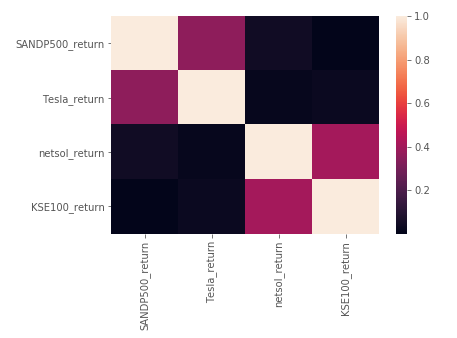 SANDP500_return
Tesla_return
netsol_return
KSE100_return
SANDP500_return
Tesla_return
netsol_return
KSE100_return
1.0
0.8
0.6
0.4
0.2